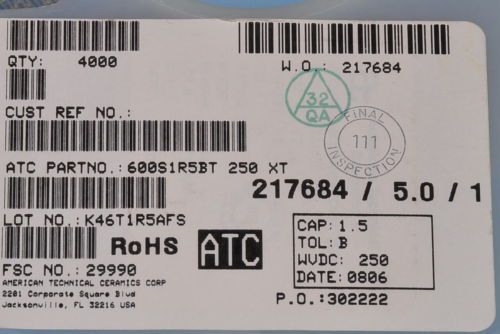 QTY: 4000
W.O.: 217684
32
QA
CUST REF NO.:
FINAL
111
INSPECTION
ATC PARTNO.: 600S1R5BT 250 XT
217684 / 5.0 / 1
LOT NO.: K46T1R5AFS
CAP: 1.5
TOL: B
WVDC: 250
DATE: 0806
RoHS
ATC
FSC NO.: 29990
AMERICAN TECHNICAL CERAMICS CORP
2201 Corporate Square Blvd
Jacksonville, FL 32216 USA
P.O.: 302222